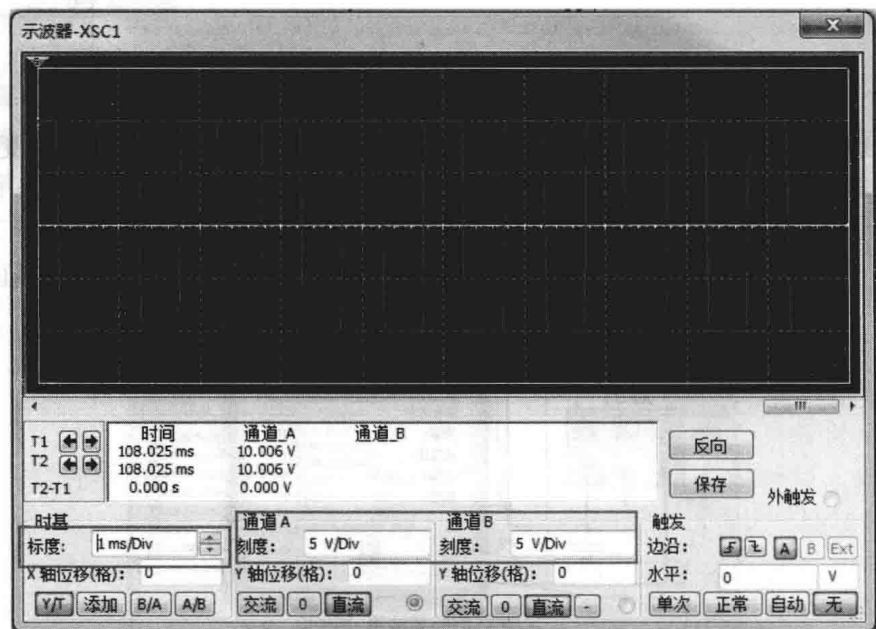 示波器-XSC1
时间 通道_A 通道_B
T1 108.025 ms 10.006 V
T2 108.025 ms 10.006 V
T2-T1 0.000 s 0.000 V
反向
保存
外触发
时基 通道A 通道B 触发
标度: 1 ms/Div 刻度: 5 V/Div 刻度: 5 V/Div 边沿: A B Ext
X 轴位移(格): 0 Y 轴位移(格): 0 Y 轴位移(格): 0 水平: 0 V
Y/T 添加 B/A A/B 交流 0 直流 交流 0 直流 - 单次 正常 自动 无